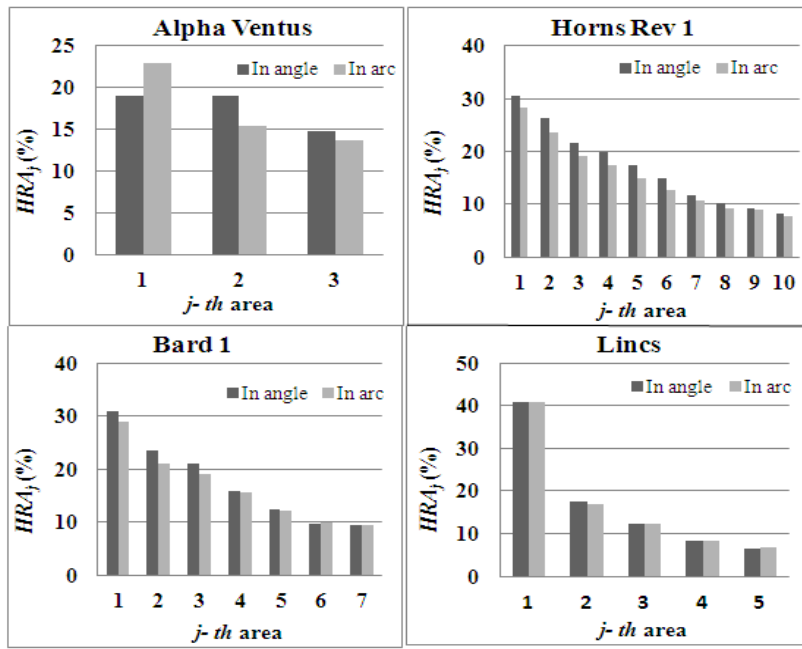 Alpha Ventus
25
20
15
10
5
0
HRA_j (%)
In angle
In arc
1 2 3
j- th area
Horns Rev 1
40
30
20
10
0
HRA_j (%)
In angle
In arc
1 2 3 4 5 6 7 8 9 10
j- th area
Bard 1
40
30
20
10
0
HRA_j (%)
In angle
In arc
1 2 3 4 5 6 7
j- th area
Lincs
50
40
30
20
10
0
HRA_j (%)
In angle
In arc
1 2 3 4 5
j- th area